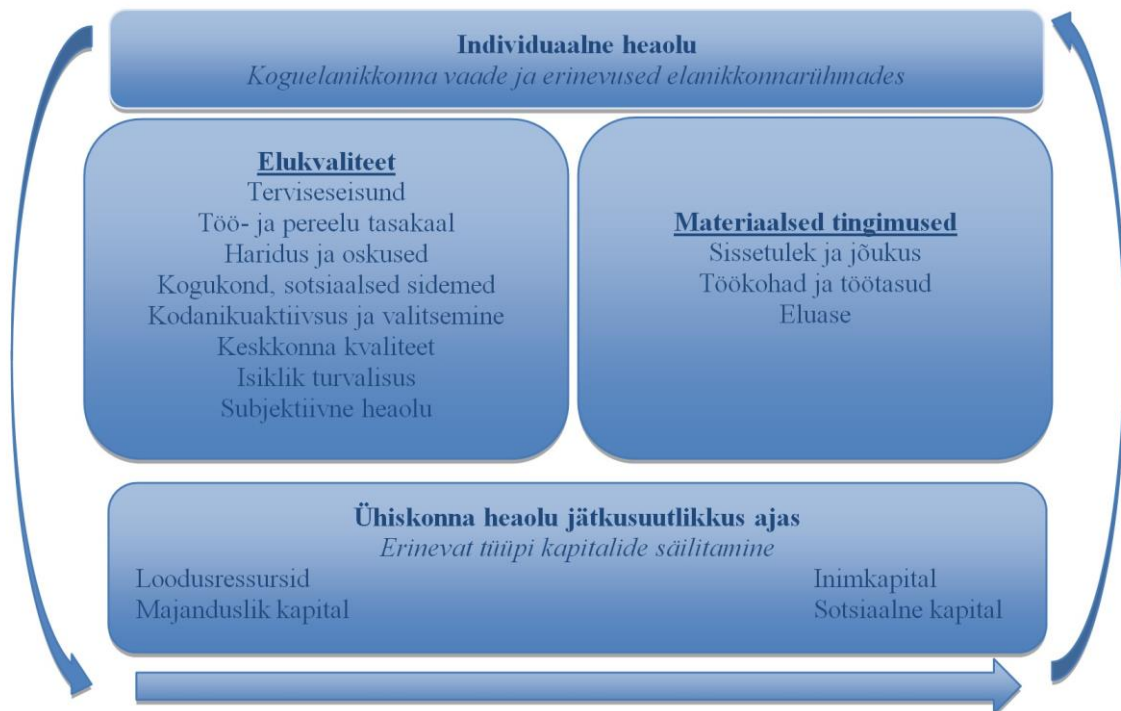 Individuaalne heaolu
Koguelanikkonna vaade ja erinevused elanikkonnarühmades
Elukvaliteet
Terviseseisund
Töö- ja pereelu tasakaal
Haridus ja oskused
Kogukond, sotsiaalsed sidemed
Kodanikuaktiivsus ja valitsemine
Keskkonna kvaliteet
Isiklik turvalisus
Subjektiivne heaolu
Materiaalsed tingimused
Sissetulek ja jõukus
Töökohad ja töötasud
Eluase
Ühiskonna heaolu jätkusuutlikkus ajas
Erinevat tüüpi kapitalide säilitamine
Loodusressursid
Majanduslik kapital
Inimkapital
Sotsiaalne kapital